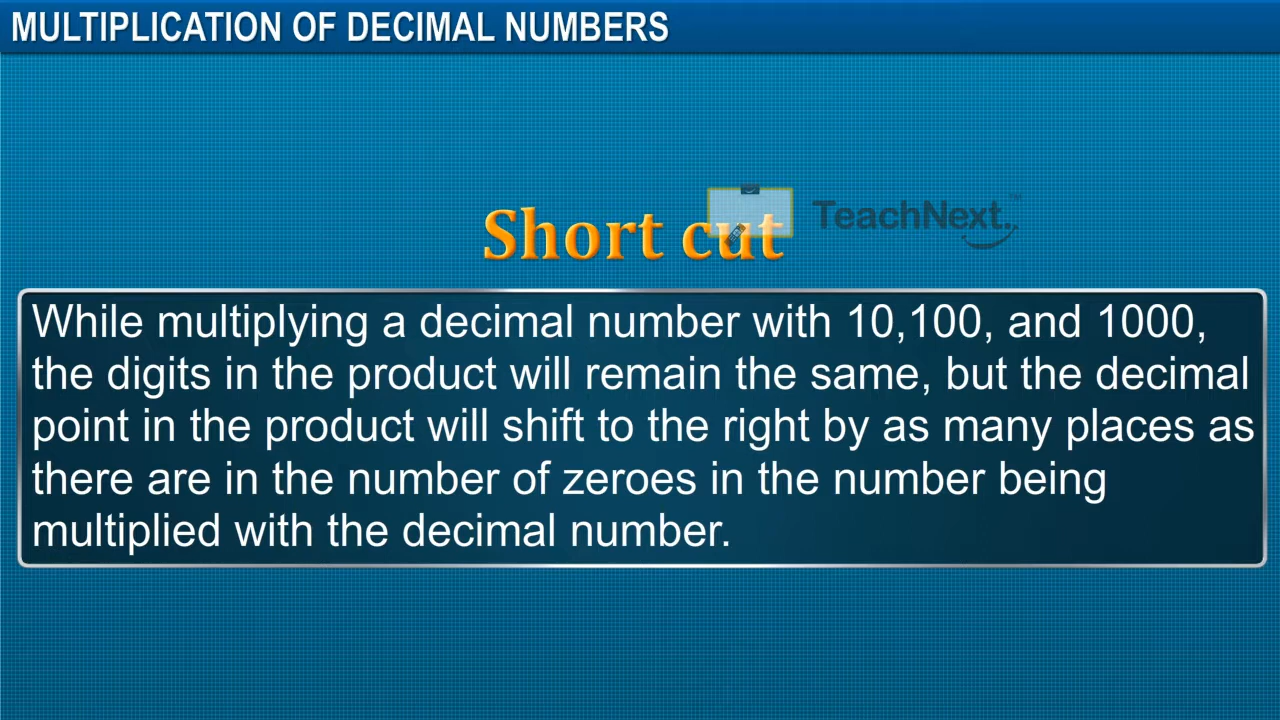 MULTIPLICATION OF DECIMAL NUMBERS
Short cut
TeachNext™
While multiplying a decimal number with 10,100, and 1000,
the digits in the product will remain the same, but the decimal
point in the product will shift to the right by as many places as
there are in the number of zeroes in the number being
multiplied with the decimal number.